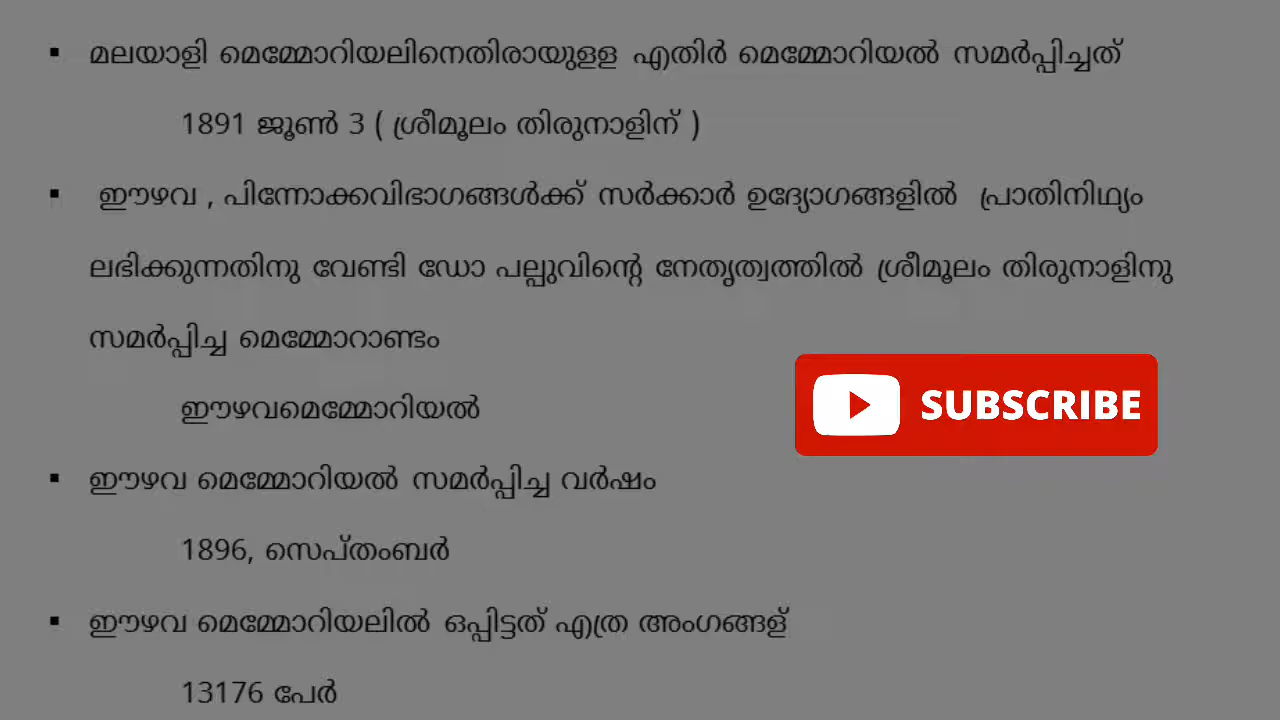 ▪ മലയാളി മെമ്മോറിയലിനെതിരായുളള എതിർ മെമ്മോറിയൽ സമർപ്പിച്ചത്
1891 ജൂൺ 3 ( ശ്രീമൂലം തിരുനാളിന് )
▪ ഈഴവ , പിന്നോക്കവിഭാഗങ്ങൾക്ക് സർക്കാർ ഉദ്യോഗങ്ങളിൽ പ്രാതിനിഥ്യം
ലഭിക്കുന്നതിനു വേണ്ടി ഡോ പല്പുവിന്റെ നേതൃത്വത്തിൽ ശ്രീമൂലം തിരുനാളിനു
സമർപ്പിച്ച മെമ്മോറാണ്ടം
ഈഴവമെമ്മോറിയൽ
SUBSCRIBE
▪ ഈഴവ മെമ്മോറിയൽ സമർപ്പിച്ച വർഷം
1896, സെപ്തംബർ
▪ ഈഴവ മെമ്മോറിയലിൽ ഒപ്പിട്ടത് എത്ര അംഗങ്ങള്
13176 പേർ